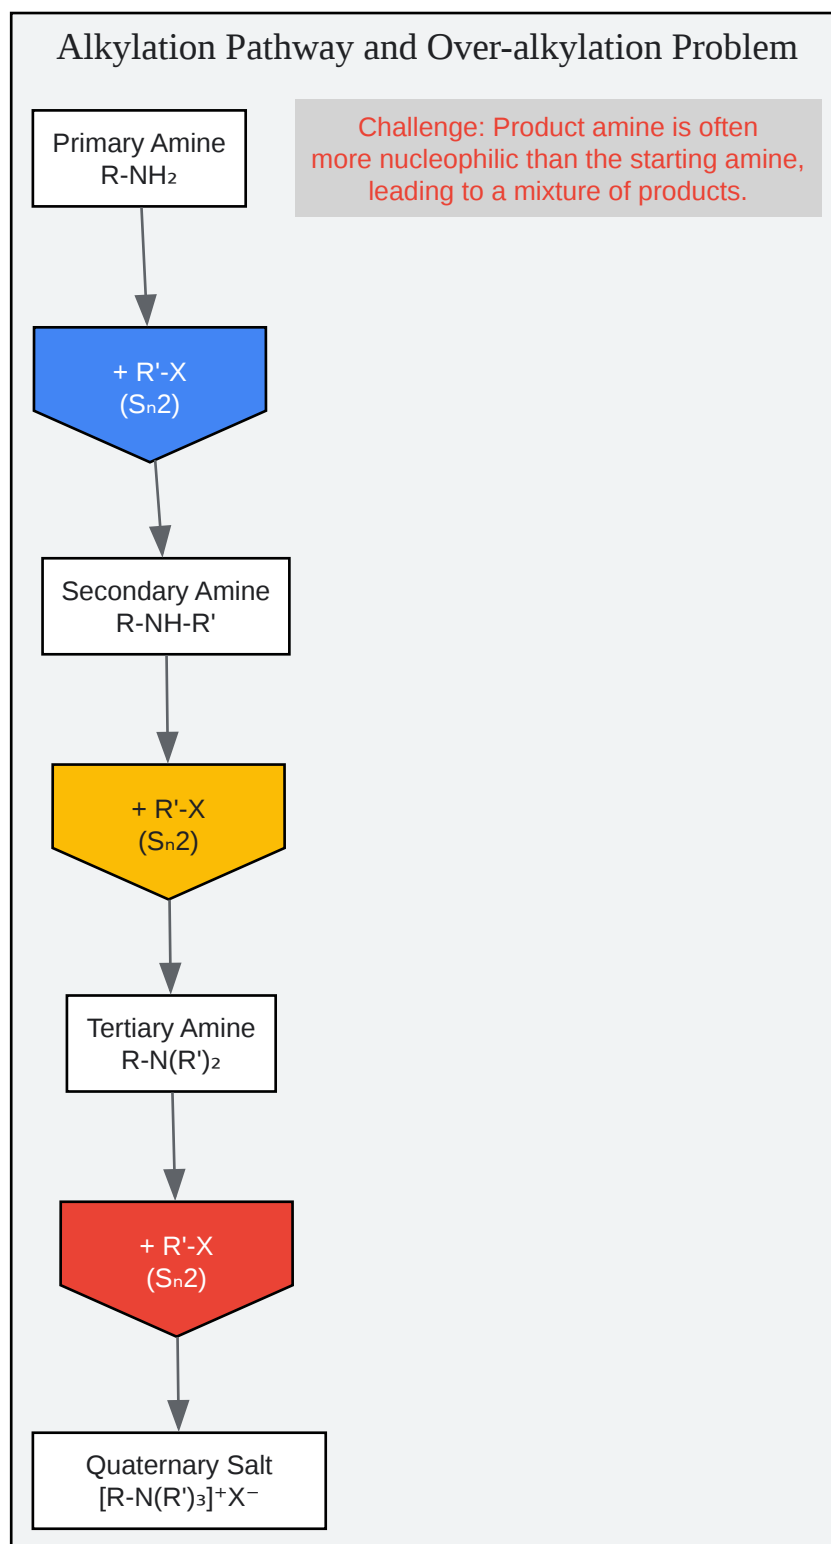 Alkylation Pathway and Over-alkylation Problem
Primary Amine
R-NH₂
Challenge: Product amine is often
more nucleophilic than the starting amine,
leading to a mixture of products.
+ R'-X
(Sₙ2)
Secondary Amine
R-NH-R'
+ R'-X
(Sₙ2)
Tertiary Amine
R-N(R')₂
+ R'-X
(Sₙ2)
Quaternary Salt
[R-N(R')₃]⁺X⁻